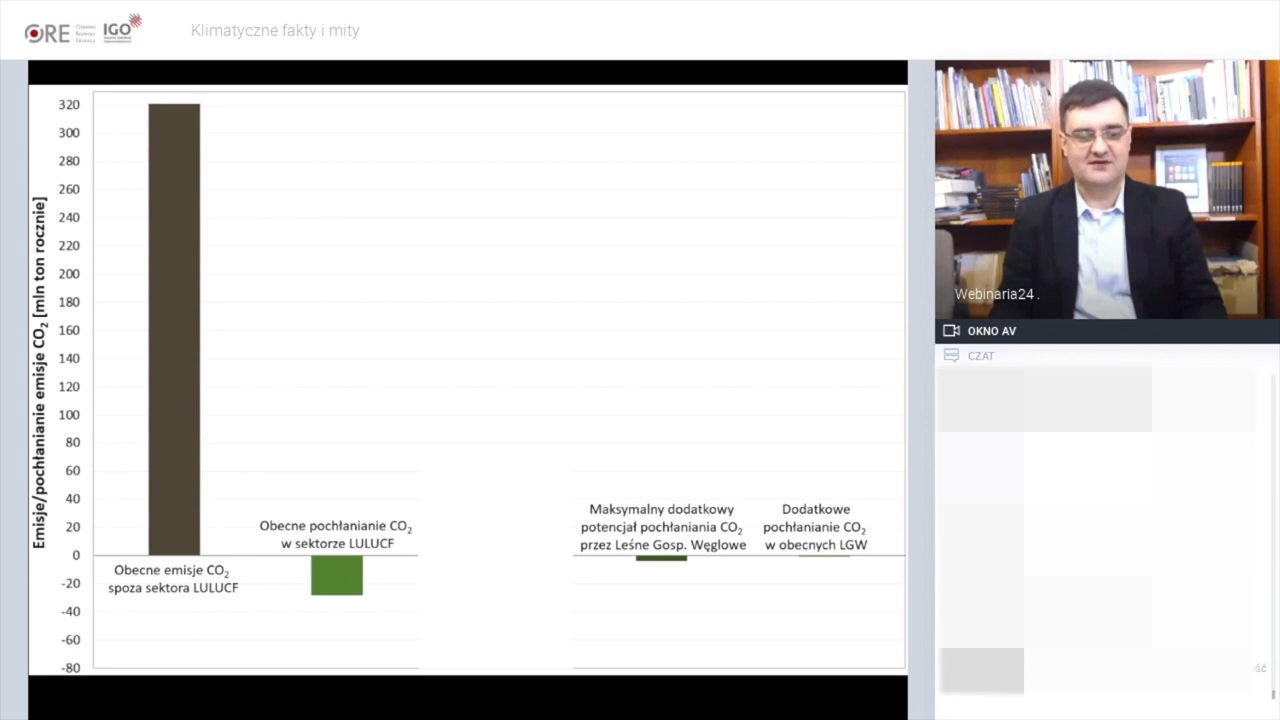 ORE
IGO
Klimatyczne fakty i mity
Emisje/pochłanianie emisje CO₂ [mln ton rocznie]
320
300
280
260
240
220
200
180
160
140
120
100
80
60
40
20
0
-20
-40
-60
-80
Obecne emisje CO₂
spoza sektora LULUCF
Obecne pochłanianie CO₂
w sektorze LULUCF
Maksymalny dodatkowy
potencjał pochłaniania CO₂
przez Leśne Gosp. Węglowe
Dodatkowe
pochłanianie CO₂
w obecnych LGW
Webinaria24 .
OKNO AV
CZAT